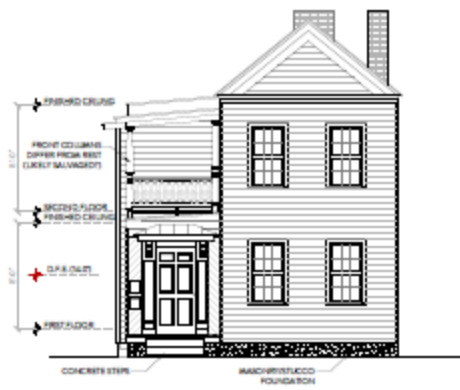 FINISHED CEILING
FRONT COLUMNS
DIFFER FROM REST
(LIKELY SALVAGED?)
SECOND FLOOR
FINISHED CEILING
FIRST FLOOR
CONCRETE STEPS
MASONRY/STUCCO
FOUNDATION